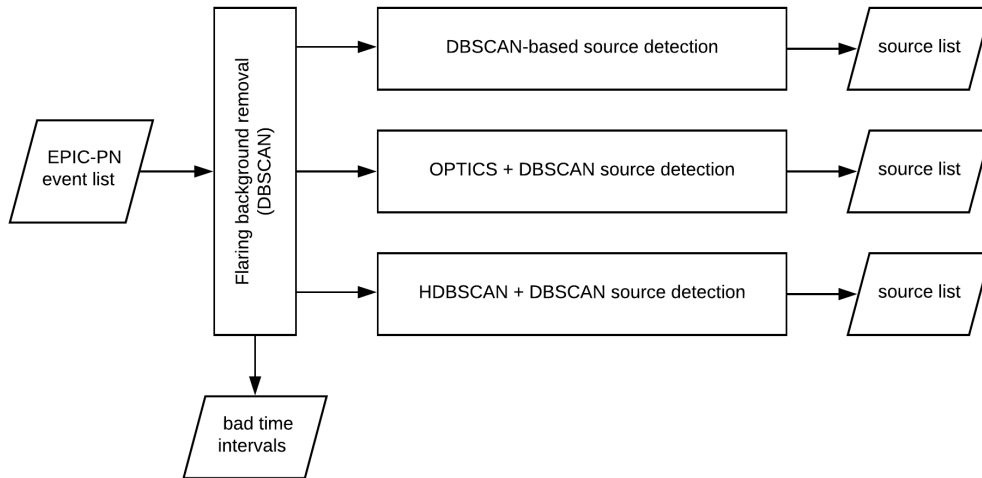 EPIC-PN
event list
Flaring background removal
(DBSCAN)
DBSCAN-based source detection
source list
OPTICS + DBSCAN source detection
source list
HDBSCAN + DBSCAN source detection
source list
bad time
intervals